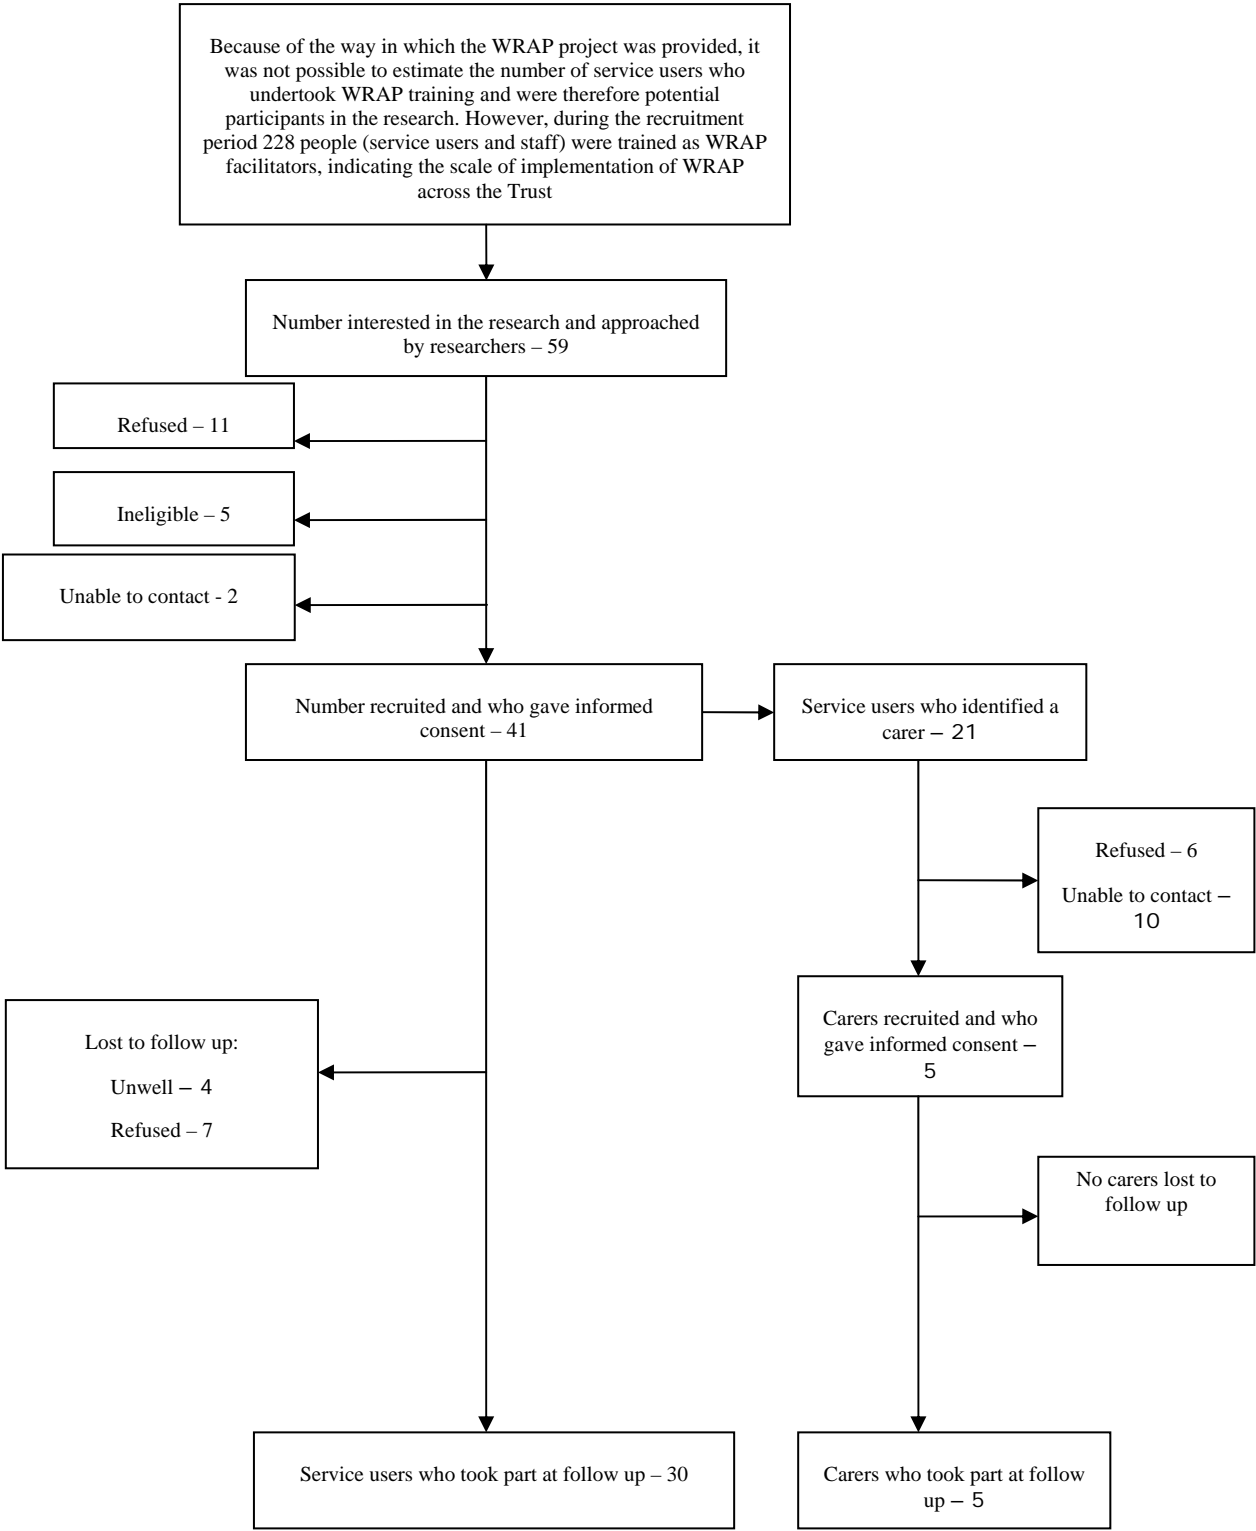 Because of the way in which the WRAP project was provided, it
was not possible to estimate the number of service users who
undertook WRAP training and were therefore potential
participants in the research. However, during the recruitment
period 228 people (service users and staff) were trained as WRAP
facilitators, indicating the scale of implementation of WRAP
across the Trust
Number interested in the research and approached
by researchers – 59
Refused – 11
Ineligible – 5
Unable to contact - 2
Number recruited and who gave informed
consent – 41
Service users who identified a
carer – 21
Refused – 6
Unable to contact –
10
Carers recruited and who
gave informed consent –
5
Lost to follow up:
Unwell – 4
Refused – 7
No carers lost to
follow up
Service users who took part at follow up – 30
Carers who took part at follow
up – 5